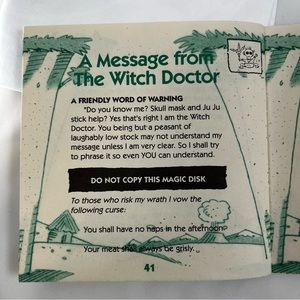 A Message from
The Witch Doctor
A FRIENDLY WORD OF WARNING
"Do you know me? Skull mask and Ju Ju
stick help? Yes that's right I am the Witch
Doctor. You being but a peasant of
laughably low stock may not understand my
message unless I am very clear. So I shall
try to phrase it so even YOU can understand.
DO NOT COPY THIS MAGIC DISK
To those who risk my wrath I vow the
following curse:
You shall have no naps in the afternoon.
Your meat shall always be grisly.
41